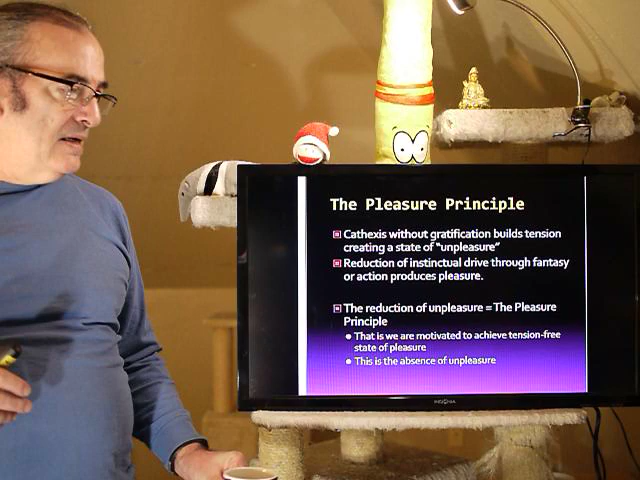 The Pleasure Principle
Cathexis without gratification builds tension
creating a state of "unpleasure"
Reduction of instinctual drive through fantasy
or action produces pleasure.
The reduction of unpleasure = The Pleasure
Principle
That is we are motivated to achieve tension-free
state of pleasure
This is the absence of unpleasure
INSIGNIA